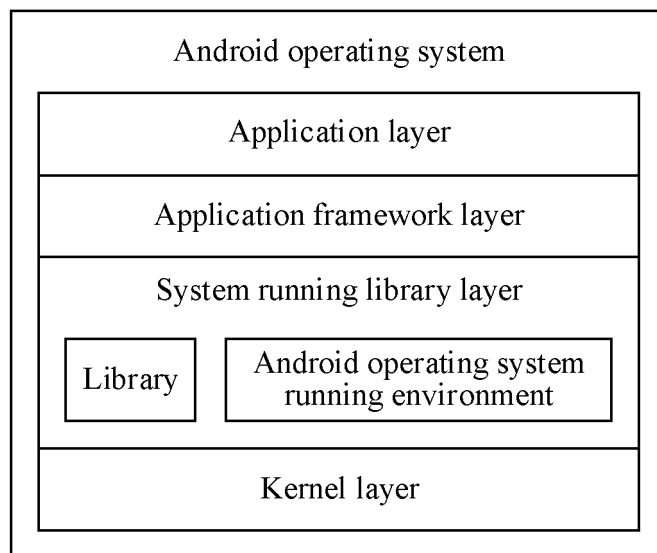 Android operating system
Application layer
Application framework layer
System running library layer
Library
Android operating system
running environment
Kernel layer